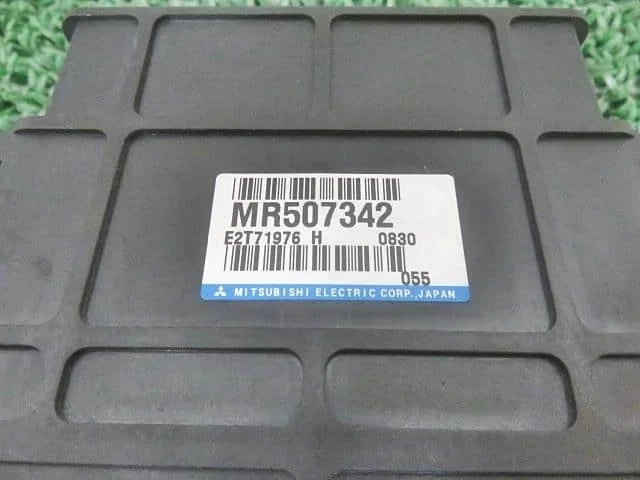 MR507342
E2T71976 H 0830
055
MITSUBISHI ELECTRIC CORP., JAPAN